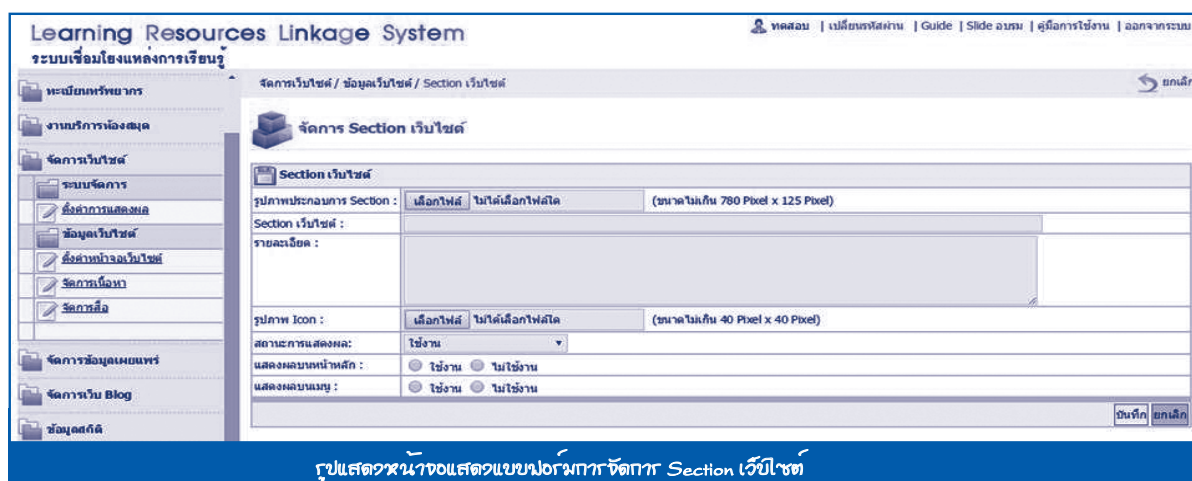 Learning Resources Linkage System
ระบบเชื่อมโยงแหล่งการเรียนรู้
ทดสอบ | เปลี่ยนรหัสผ่าน | Guide | Slide อบรม | คู่มือการใช้งาน | ออกจากระบบ
ทะเบียนทรัพยากร
งานบริการห้องสมุด
จัดการเว็บไซต์
ระบบจัดการ
ตั้งค่าการแสดงผล
ข้อมูลเว็บไซต์
ตั้งค่าหน้าจอเว็บไซต์
จัดการเนื้อหา
จัดการสื่อ
จัดการข้อมูลเผยแพร่
จัดการเว็บ Blog
ข้อมูลสถิติ
จัดการเว็บไซต์ / ข้อมูลเว็บไซต์ / Section เว็บไซต์
ยกเลิก
จัดการ Section เว็บไซต์
Section เว็บไซต์
รูปภาพประกอบการ Section : เลือกไฟล์ ไม่ได้เลือกไฟล์ใด (ขนาดไม่เกิน 780 Pixel x 125 Pixel)
Section เว็บไซต์ :
รายละเอียด :
รูปภาพ Icon : เลือกไฟล์ ไม่ได้เลือกไฟล์ใด (ขนาดไม่เกิน 40 Pixel x 40 Pixel)
สถานะการแสดงผล: ใช้งาน
แสดงผลบนหน้าหลัก : ใช้งาน ไม่ใช้งาน
แสดงผลบนเมนู : ใช้งาน ไม่ใช้งาน
บันทึก ยกเลิก
รูปแสดงหน้าจอแสดงแบบฟอร์มการจัดการ Section เว็บไซต์